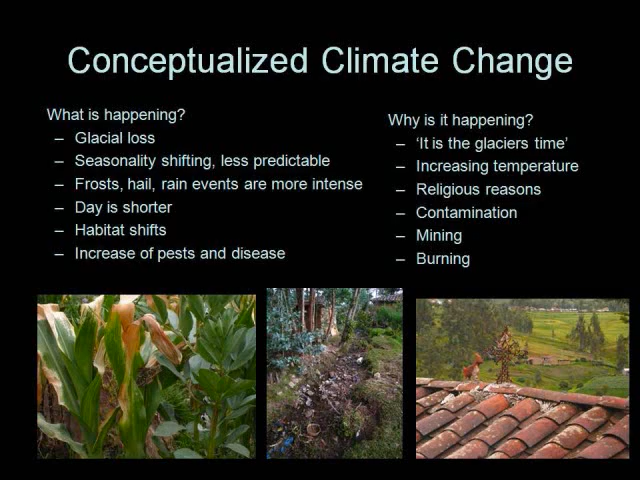 Conceptualized Climate Change
What is happening?
– Glacial loss
– Seasonality shifting, less predictable
– Frosts, hail, rain events are more intense
– Day is shorter
– Habitat shifts
– Increase of pests and disease
Why is it happening?
– ‘It is the glaciers time’
– Increasing temperature
– Religious reasons
– Contamination
– Mining
– Burning